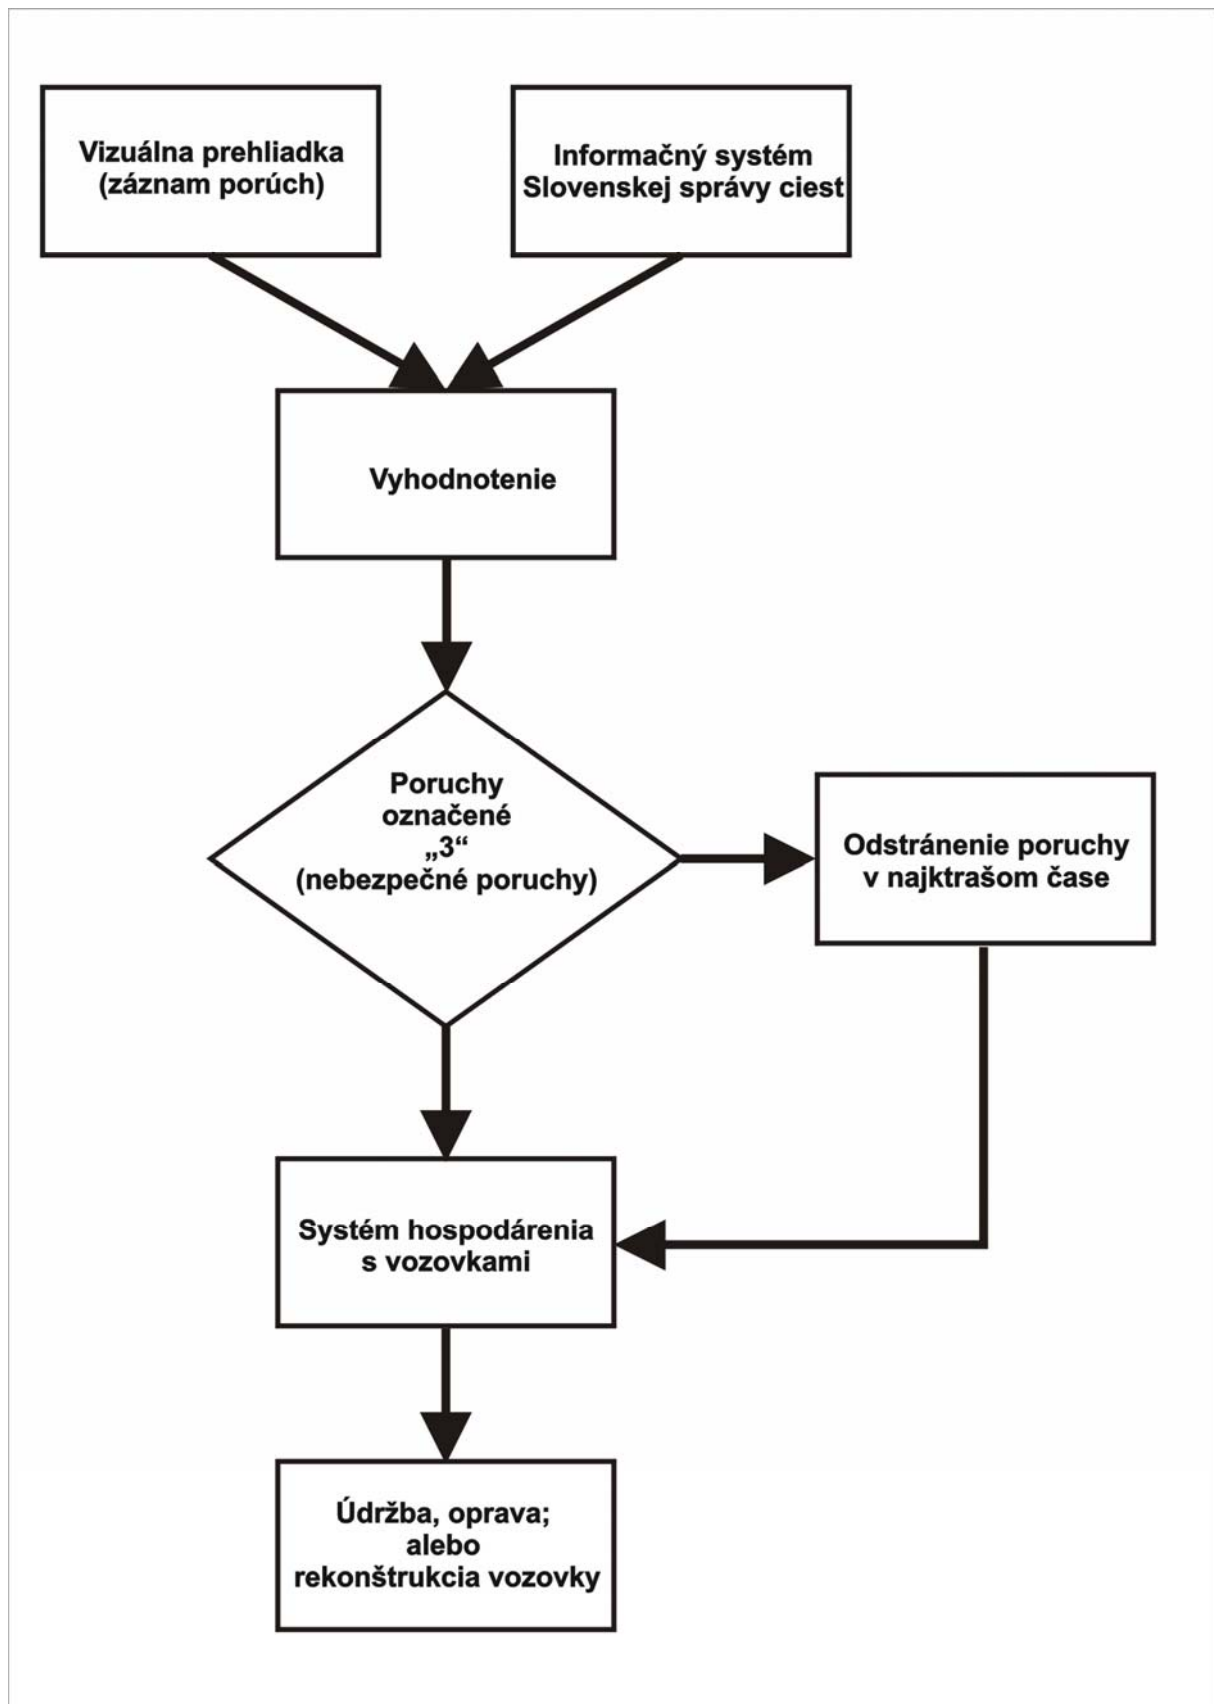 Vizuálna prehliadka
(záznam porúch)
Informačný systém
Slovenskej správy ciest
Vyhodnotenie
Poruchy
označené
„3“
(nebezpečné poruchy)
Odstránenie poruchy
v najktrašom čase
Systém hospodárenia
s vozovkami
Údržba, oprava;
alebo
rekonštrukcia vozovky